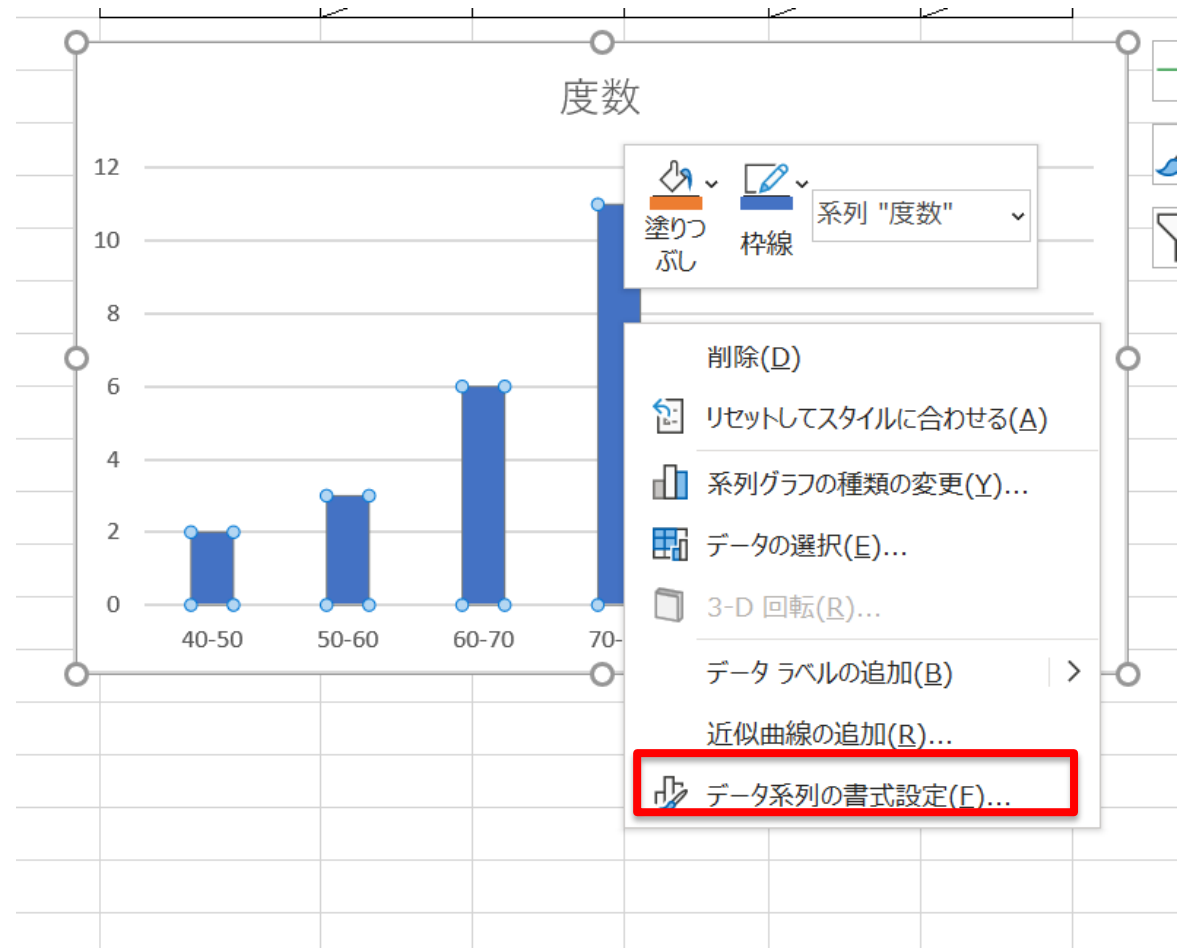 度数
12
10
8
6
4
2
0
40-50
50-60
60-70
70-
塗りつ
ぶし
枠線
系列 "度数"
削除(D)
リセットしてスタイルに合わせる(A)
系列グラフの種類の変更(Y)...
データの選択(E)...
3-D 回転(R)...
データ ラベルの追加(B)
近似曲線の追加(R)...
データ系列の書式設定(F)...